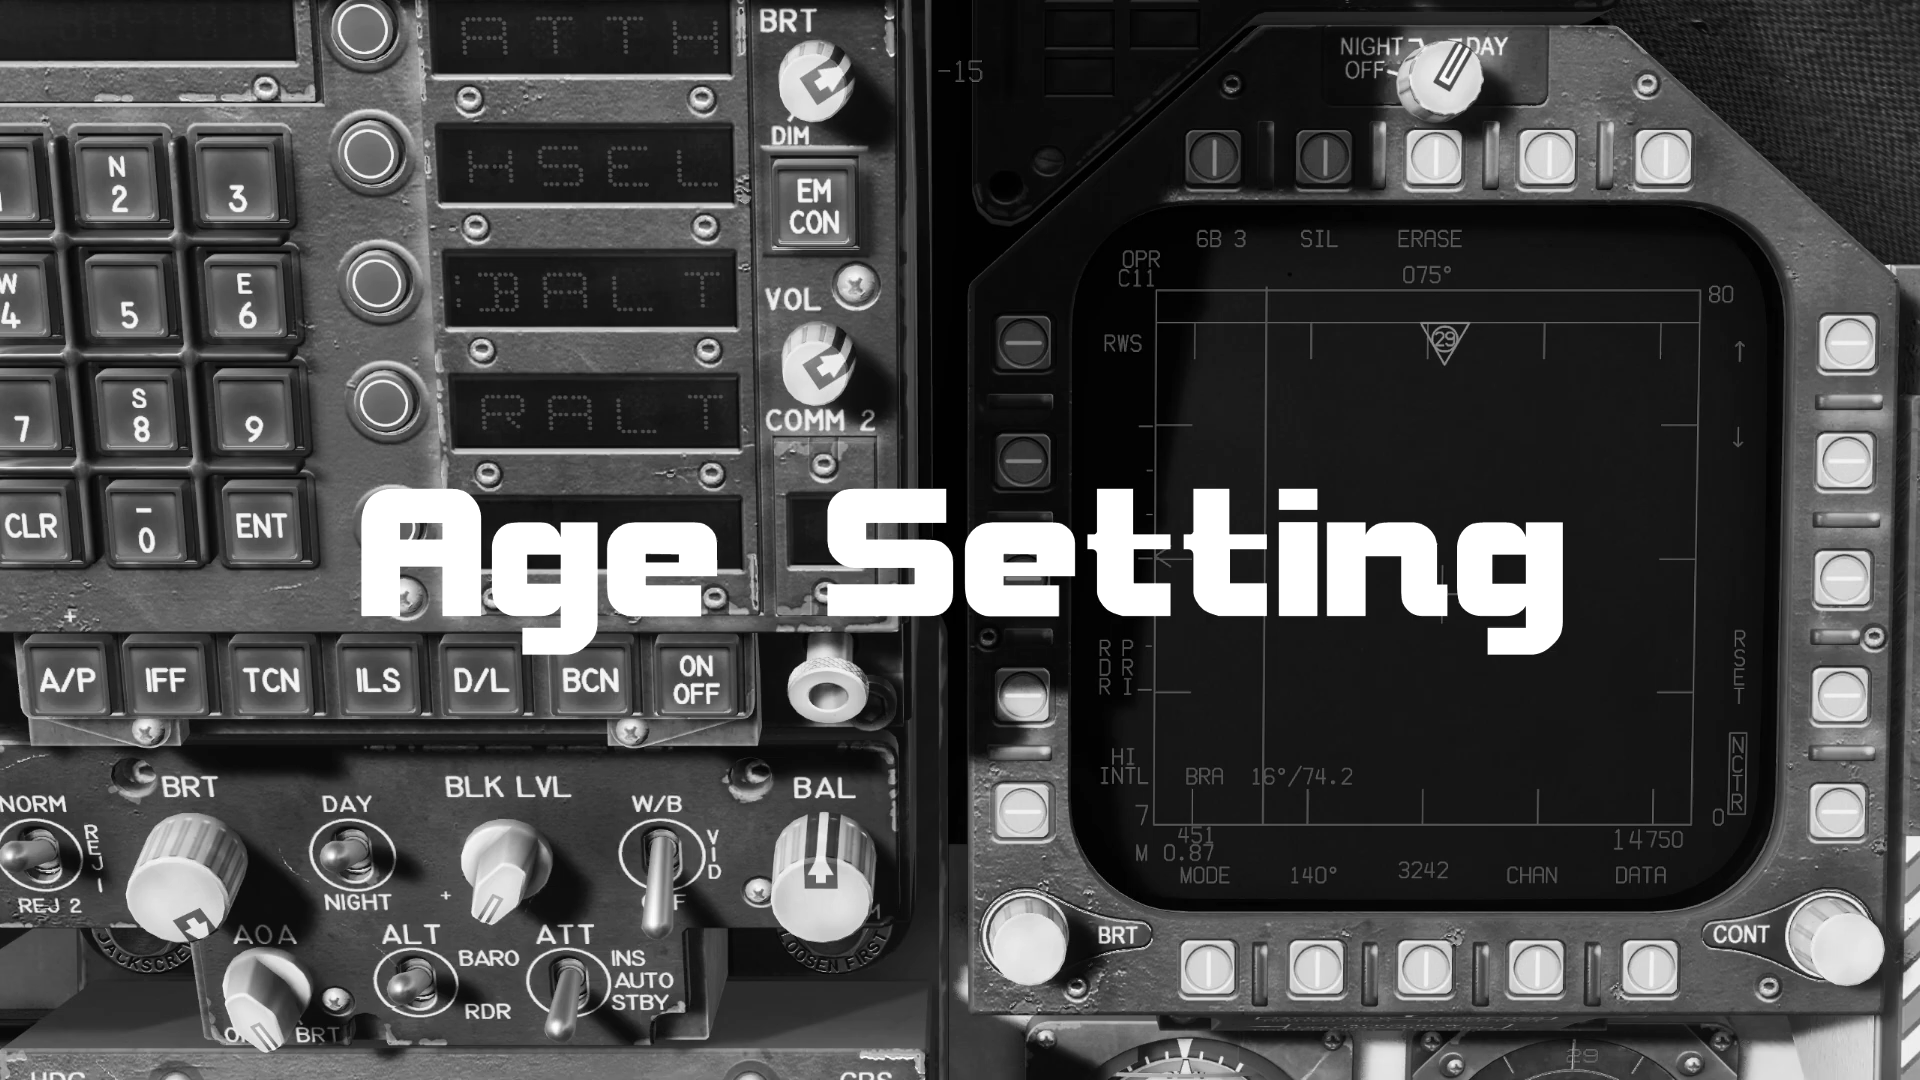 ATTH
HSEL
:BALT
RALT
BRT
DIM
EM
CON
VOL
COMM 2
N
2
3
W
4
5
E
6
7
S
8
9
CLR
-
0
ENT
A/P
IFF
TCN
ILS
D/L
BCN
ON
OFF
Age Setting
NORM
REJ 1
REJ 2
BRT
DAY
NIGHT
BLK LVL
W/B
VID
BAL
AOA
BRT
ALT
BARO
RDR
ATT
INS
AUTO
STBY
LOOSEN FIRST
-15
NIGHT
DAY
OFF
6B 3
SIL
ERASE
OPR
C11
075°
80
RWS
29
RDR
PRI
RSET
HI
INTL
BRA 16°/74.2
NCTR
7
0
451
M 0.87
14750
MODE
140°
3242
CHAN
DATA
BRT
CONT
29